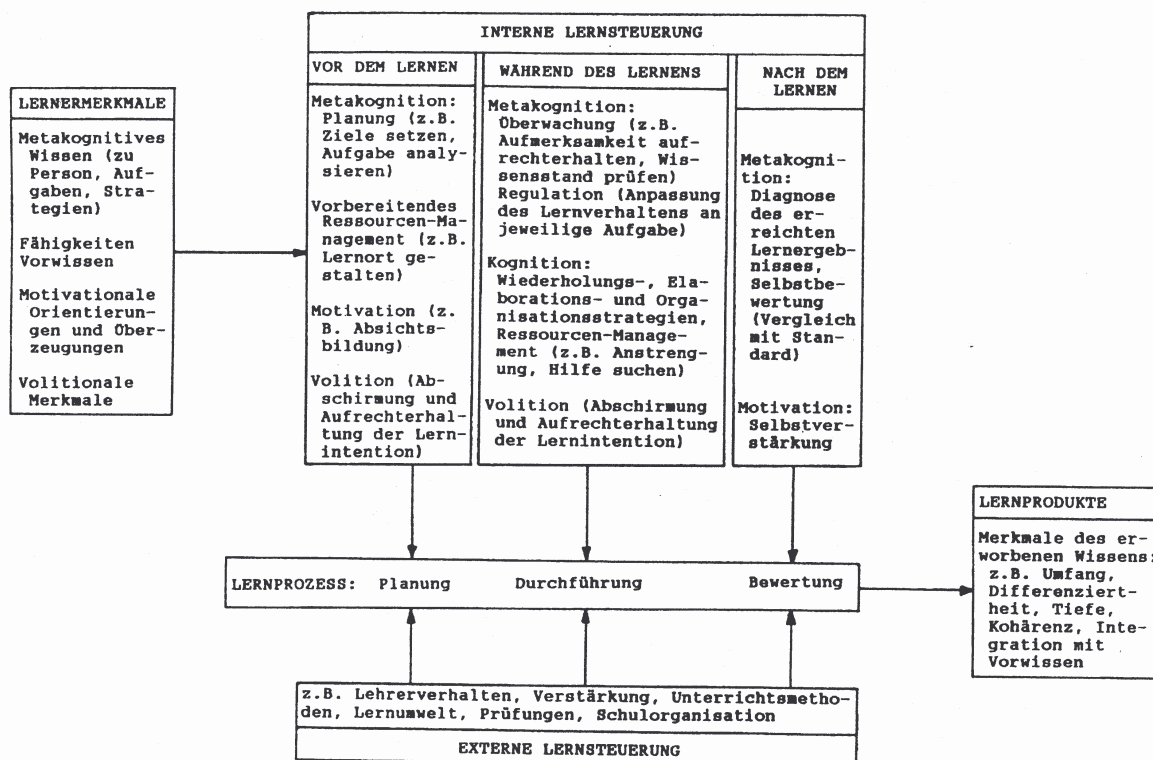 LERNERMERKMALE
Metakognitives
Wissen (zu
Person, Auf-
gaben, Stra-
tegien)
Fähigkeiten
Vorwissen
Motivationale
Orientierun-
gen und Über-
zeugungen
Volitionale
Merkmale
INTERNE LERNSTEUERUNG
VOR DEM LERNEN
Metakognition:
Planung (z.B.
Ziele setzen,
Aufgabe analy-
sieren)
Vorbereitendes
Ressourcen-Ma-
nagement (z.B.
Lernort ge-
stalten)
Motivation (z.
B. Absichts-
bildung)
Volition (Ab-
schirmung und
Aufrechterhal-
tung der Lern-
intention)
WÄHREND DES LERNENS
Metakognition:
Überwachung (z.B.
Aufmerksamkeit auf-
rechterhalten, Wis-
sensstand prüfen)
Regulation (Anpassung
des Lernverhaltens an
jeweilige Aufgabe)
Kognition:
Wiederholungs-, Ela-
borations- und Orga-
nisationsstrategien,
Ressourcen-Manage-
ment (z.B. Anstreng-
ung, Hilfe suchen)
Volition (Abschirmung
und Aufrechterhaltung
der Lernintention)
NACH DEM
LERNEN
Metakogni-
tion:
Diagnose
des er-
reichten
Lernergeb-
nisses,
Selbstbe-
wertung
(Vergleich
mit Stan-
dard)
Motivation:
Selbstver-
stärkung
LERNPROZESS: Planung Durchführung Bewertung
LERNPRODUKTE
Merkmale des er-
worbenen Wissens:
z.B. Umfang,
Differenziert-
heit, Tiefe,
Kohärenz, Inte-
gration mit
Vorwissen
z.B. Lehrerverhalten, Verstärkung, Unterrichtsmetho-
den, Lernumwelt, Prüfungen, Schulorganisation
EXTERNE LERNSTEUERUNG